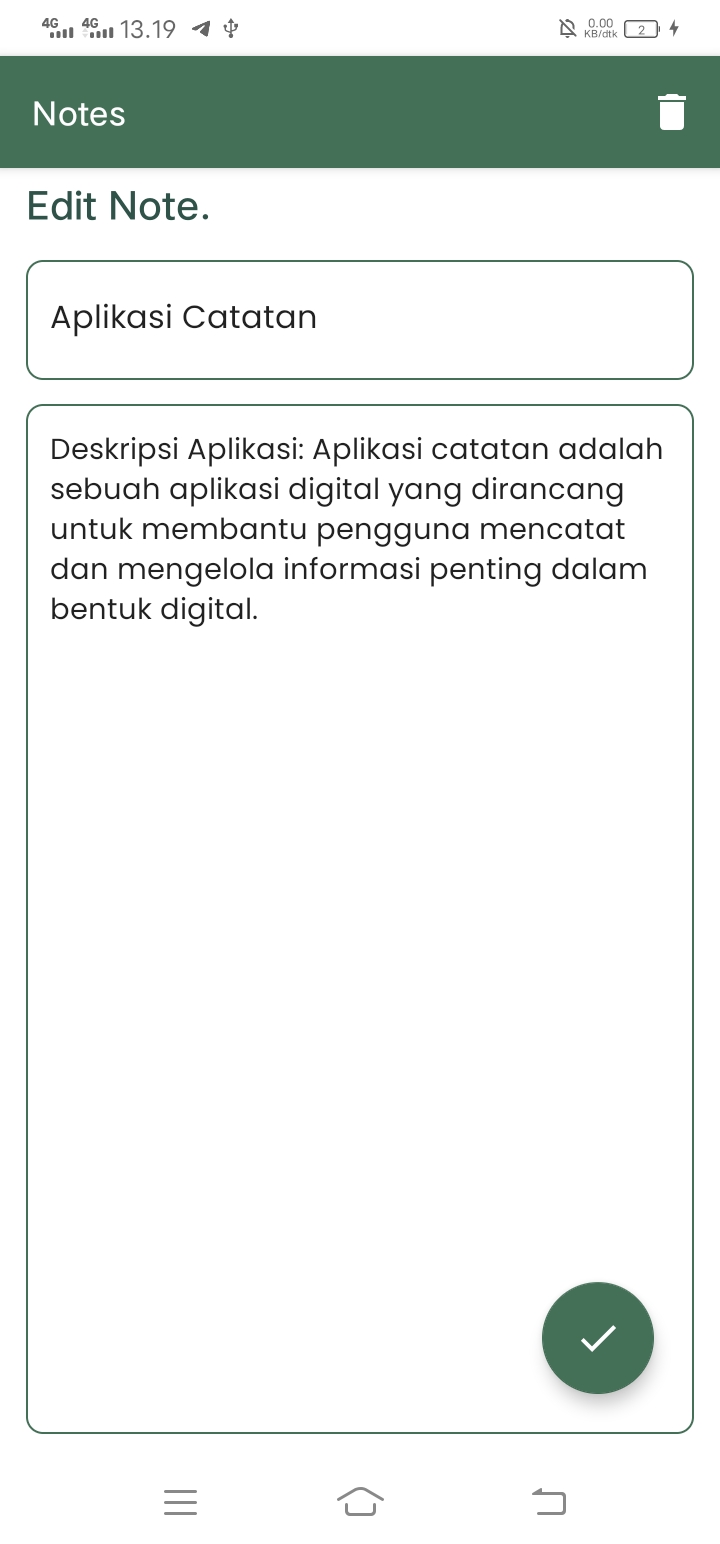 4G 4G 13.19 0.00 KB/dtk 2
Notes
Edit Note.
Aplikasi Catatan
Deskripsi Aplikasi: Aplikasi catatan adalah
sebuah aplikasi digital yang dirancang
untuk membantu pengguna mencatat
dan mengelola informasi penting dalam
bentuk digital.